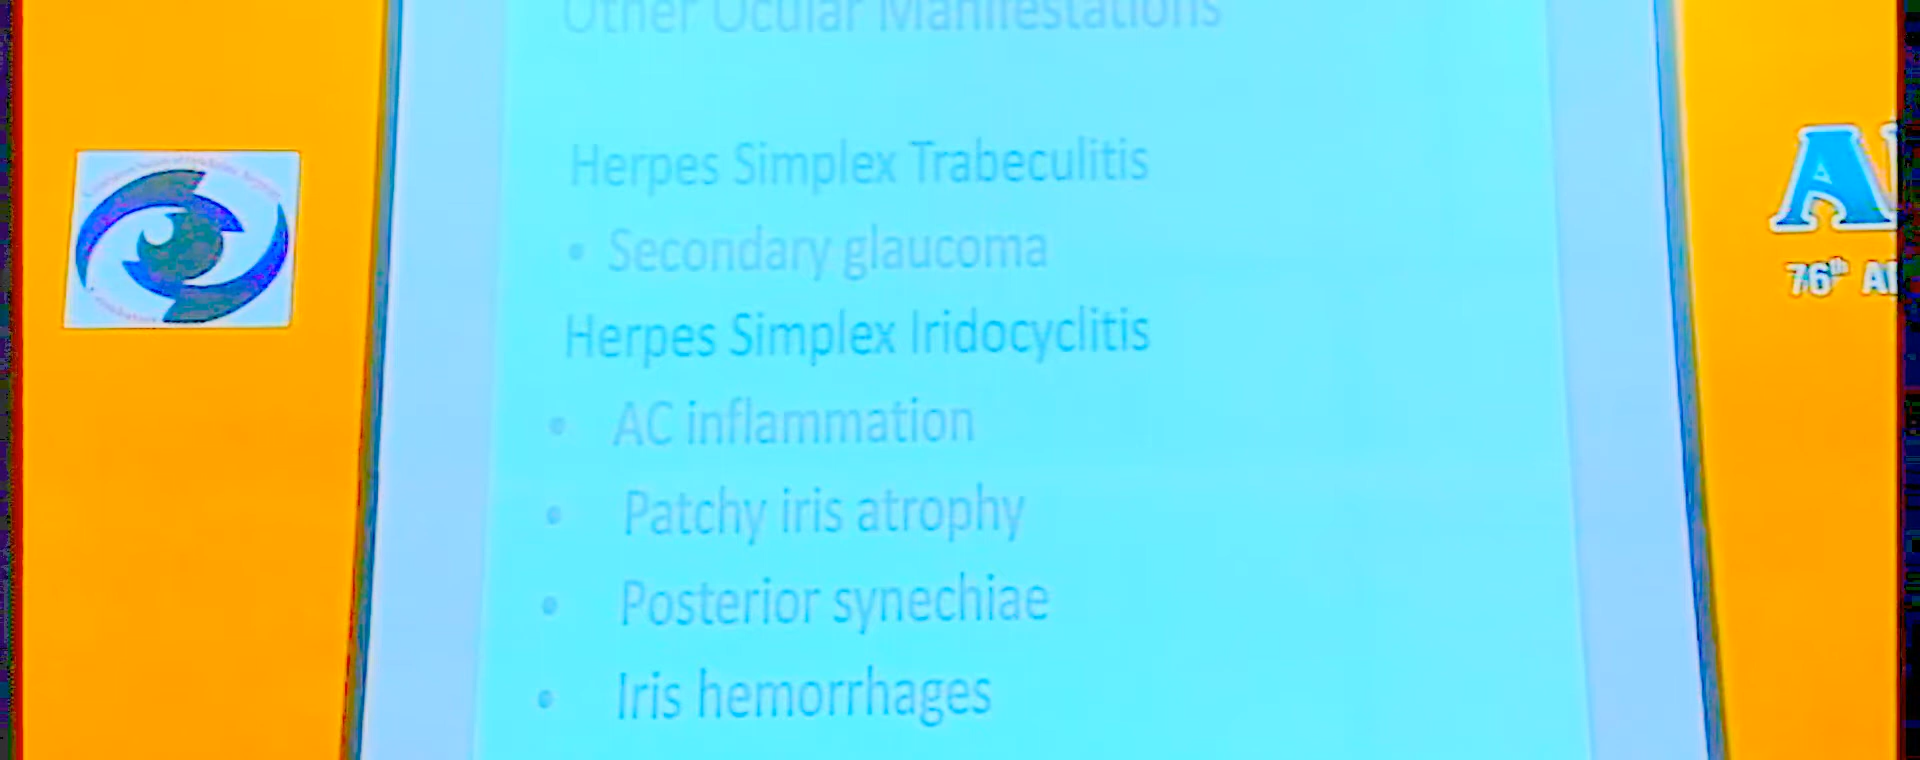 Other Ocular Manifestations
Herpes Simplex Trabeculitis
• Secondary glaucoma
Herpes Simplex Iridocyclitis
• AC inflammation
• Patchy iris atrophy
• Posterior synechiae
• Iris hemorrhages
76th